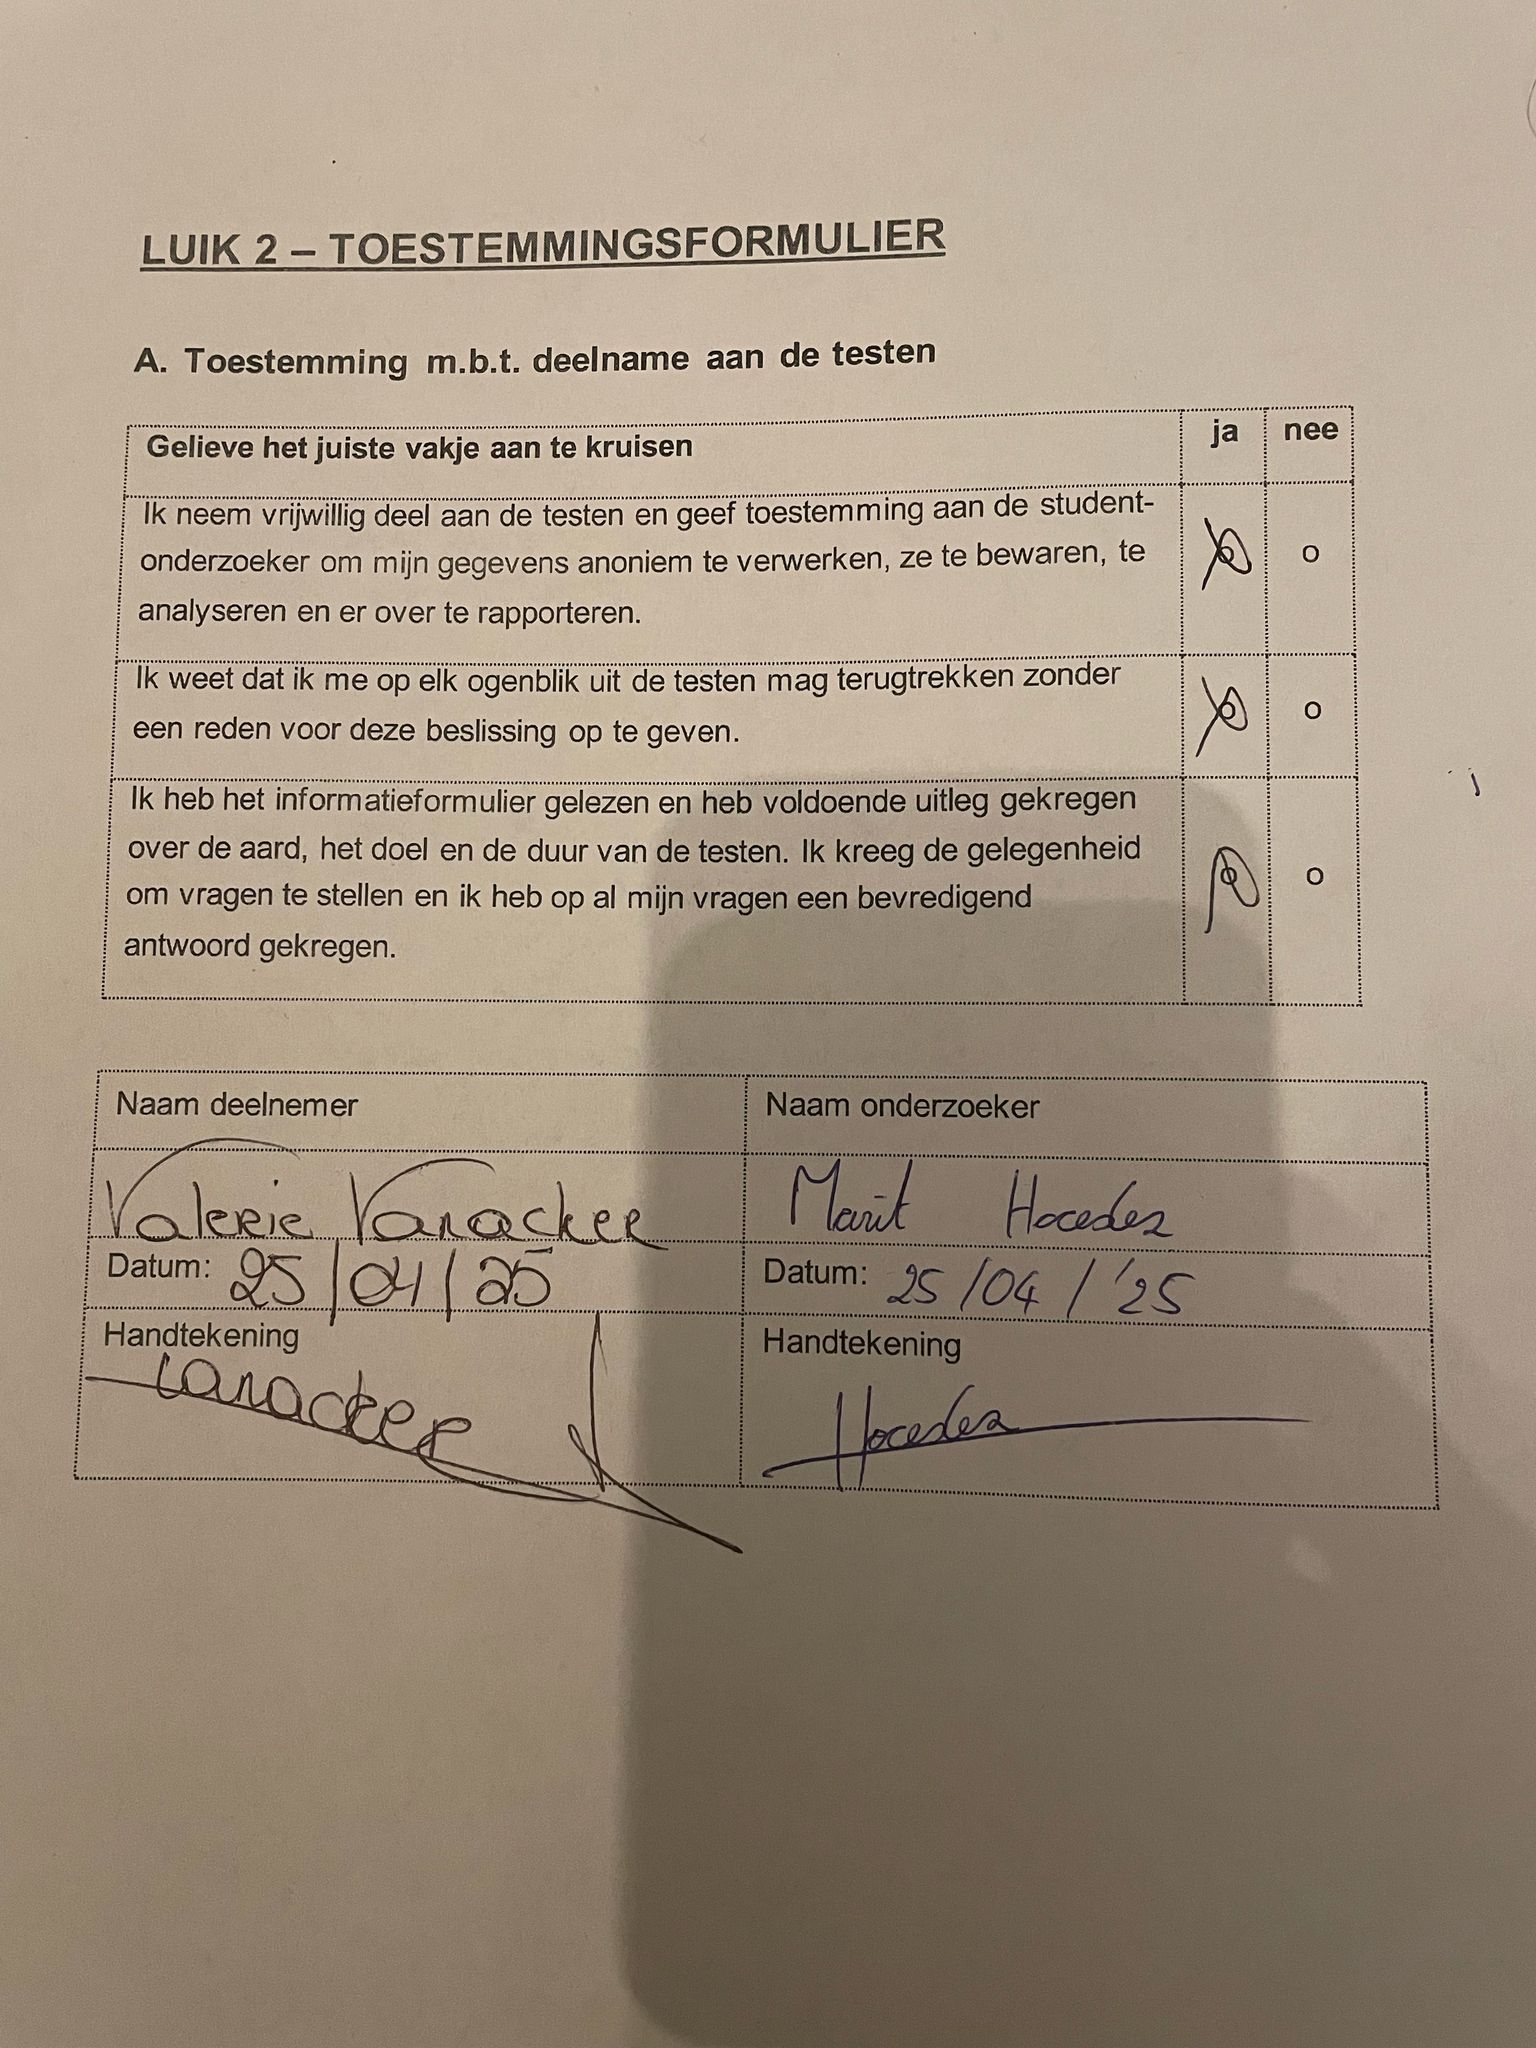 LUIK 2 – TOESTEMMINGSFORMULIER
A. Toestemming m.b.t. deelname aan de testen
Gelieve het juiste vakje aan te kruisen ja nee
Ik neem vrijwillig deel aan de testen en geef toestemming aan de student-
onderzoeker om mijn gegevens anoniem te verwerken, ze te bewaren, te
analyseren en er over te rapporteren.
o
Ik weet dat ik me op elk ogenblik uit de testen mag terugtrekken zonder
een reden voor deze beslissing op te geven.
o
Ik heb het informatieformulier gelezen en heb voldoende uitleg gekregen
over de aard, het doel en de duur van de testen. Ik kreeg de gelegenheid
om vragen te stellen en ik heb op al mijn vragen een bevredigend
antwoord gekregen.
o
Naam deelnemer Naam onderzoeker
Valerie Vanacker Marit Hocedez
Datum: 25/04/25 Datum: 25/04/'25
Handtekening Handtekening
Vanacker Hocedez